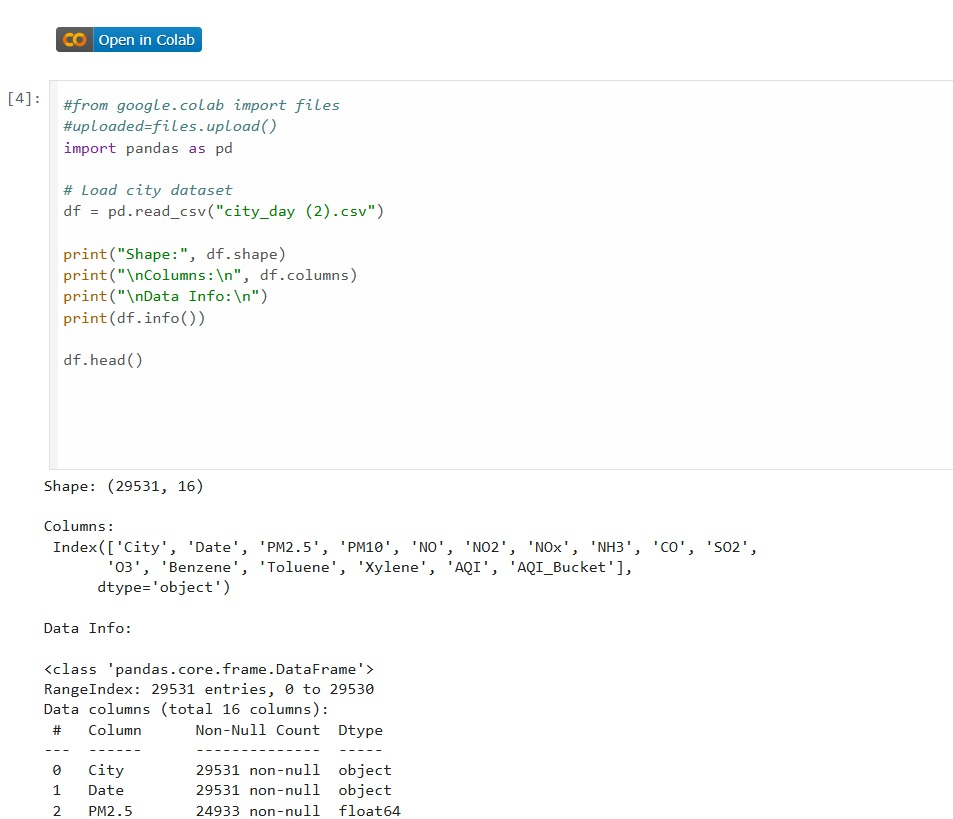 Open in Colab
[4]:
#from google.colab import files
#uploaded=files.upload()
import pandas as pd
# Load city dataset
df = pd.read_csv("city_day (2).csv")
print("Shape:", df.shape)
print("\nColumns:\n", df.columns)
print("\nData Info:\n")
print(df.info())
df.head()
Shape: (29531, 16)
Columns:
Index(['City', 'Date', 'PM2.5', 'PM10', 'NO', 'NO2', 'NOx', 'NH3', 'CO', 'SO2',
'O3', 'Benzene', 'Toluene', 'Xylene', 'AQI', 'AQI_Bucket'],
dtype='object')
Data Info:
<class 'pandas.core.frame.DataFrame'>
RangeIndex: 29531 entries, 0 to 29530
Data columns (total 16 columns):
# Column Non-Null Count Dtype
--- ------ -------------- -----
0 City 29531 non-null object
1 Date 29531 non-null object
2 PM2.5 24933 non-null float64